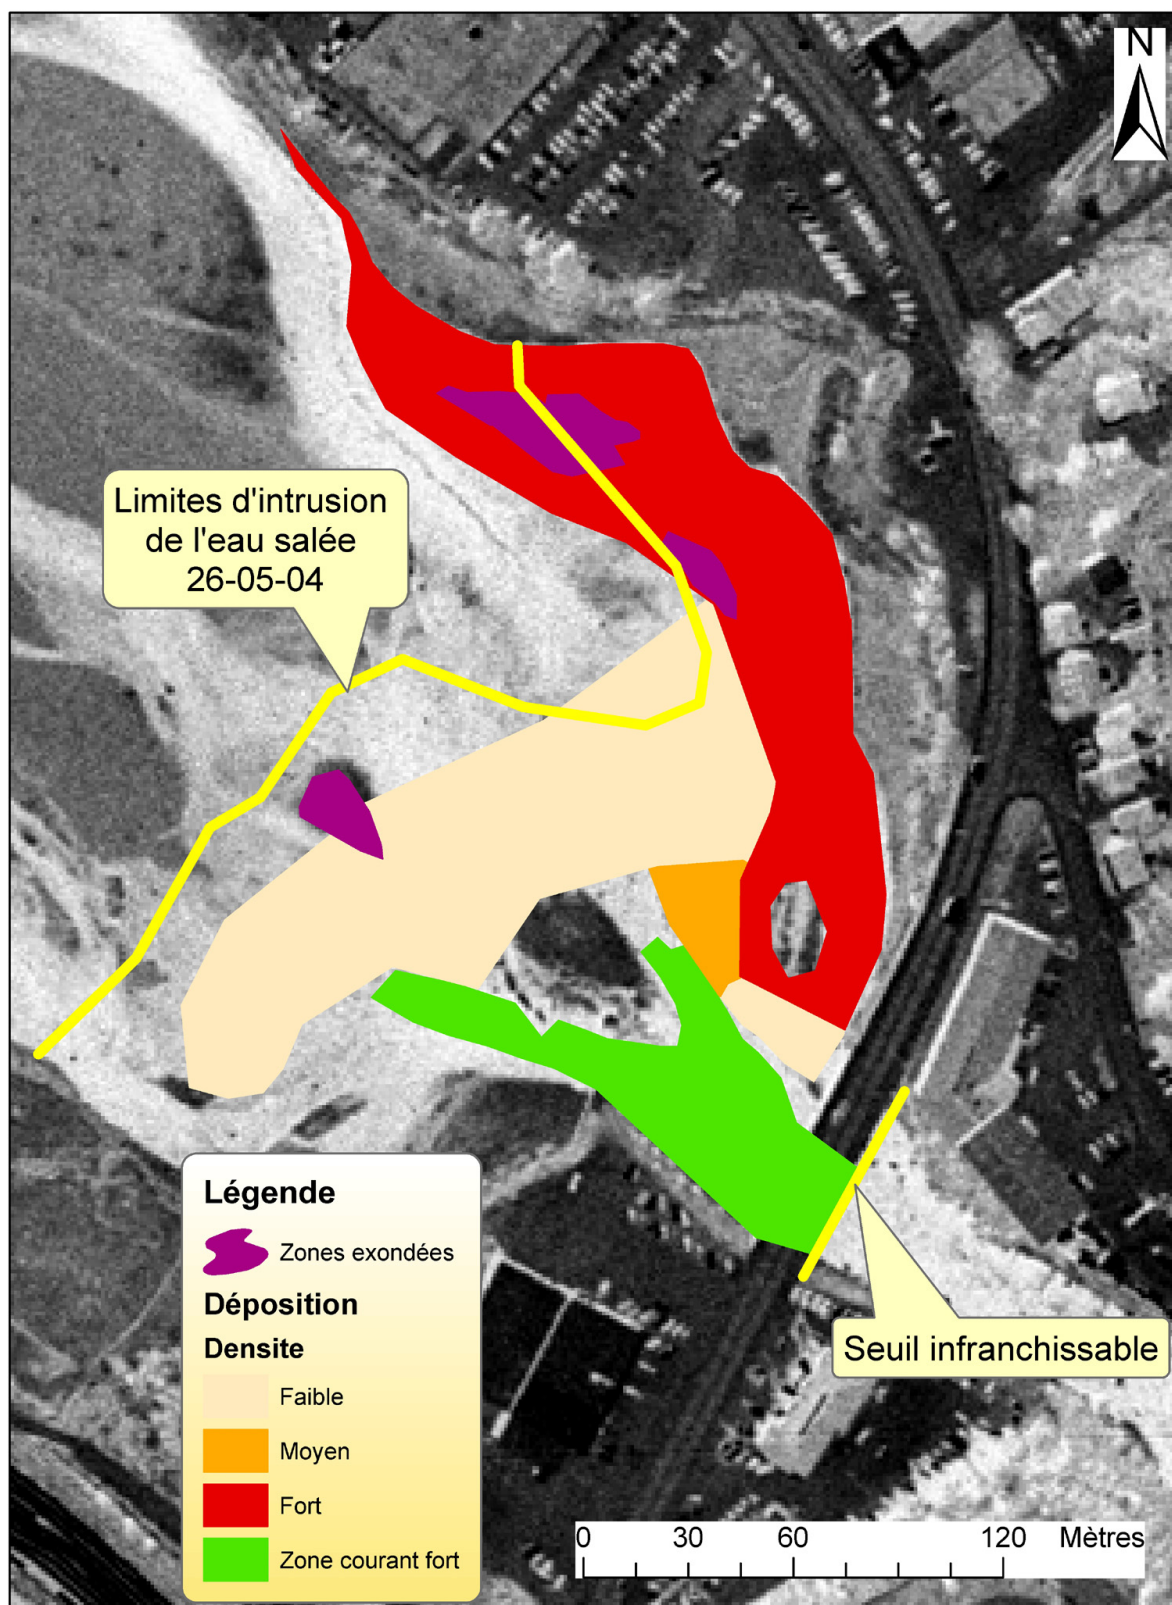 N
Limites d'intrusion
de l'eau salée
26-05-04
Légende
Zones exondées
Déposition
Densite
Faible
Moyen
Fort
Zone courant fort
Seuil infranchissable
0 30 60 120 Mètres